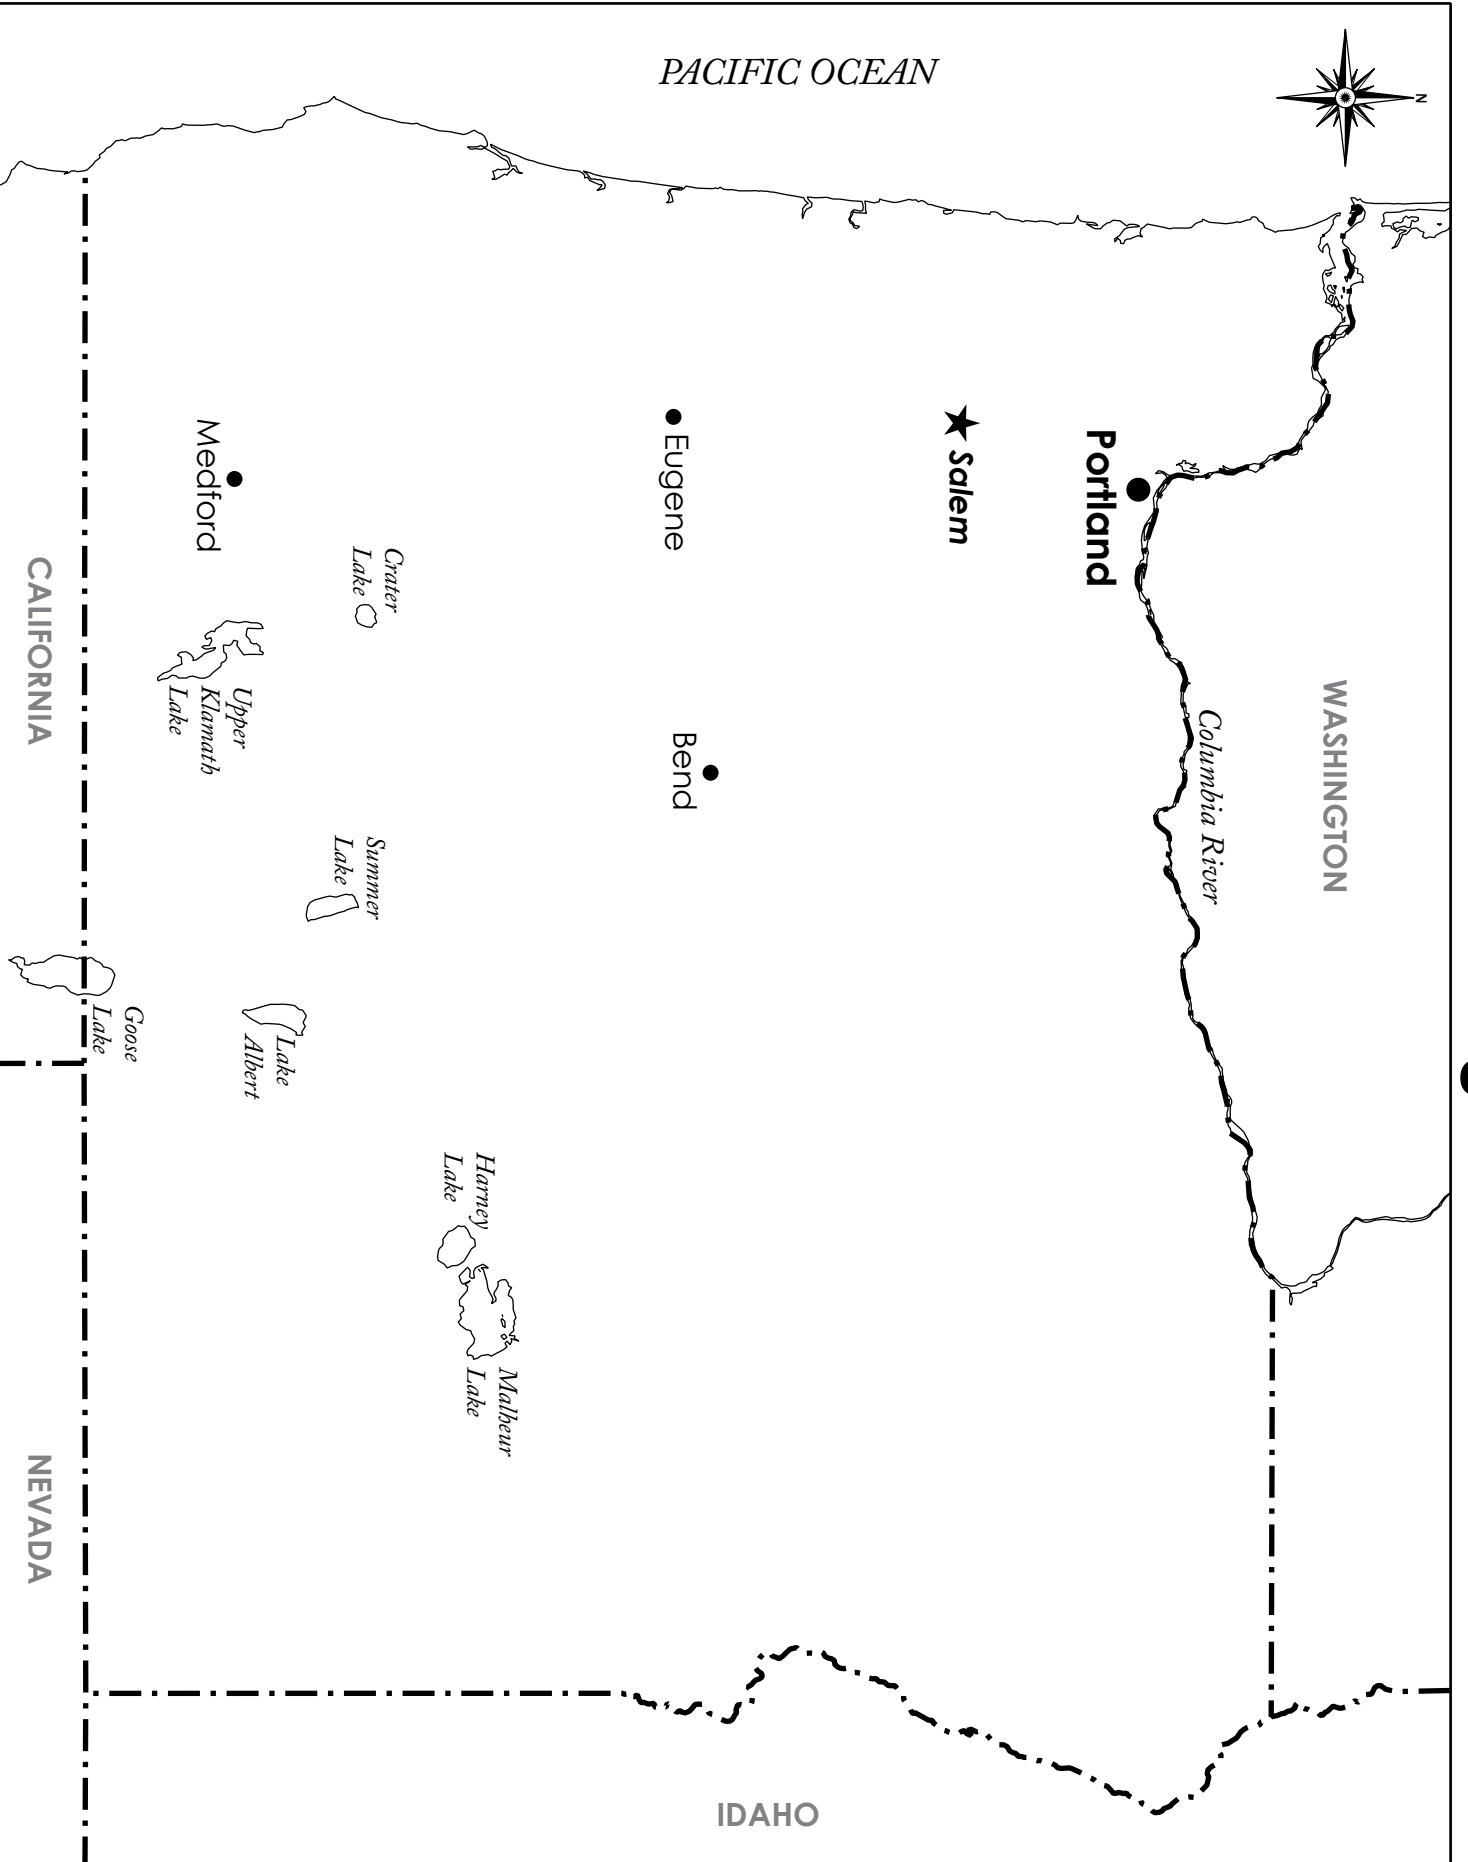 N
PACIFIC OCEAN
WASHINGTON
Columbia River
Portland
Salem
Eugene
Bend
Medford
Crater
Lake
Upper
Klamath
Lake
Summer
Lake
Goose
Lake
Lake
Albert
Harney
Lake
Malheur
Lake
CALIFORNIA
NEVADA
IDAHO